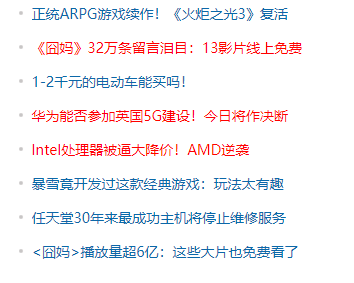 正统ARPG游戏续作！《火炬之光3》复活
《囧妈》32万条留言泪目：13影片线上免费
1-2千元的电动车能买吗！
华为能否参加英国5G建设！今日将作决断
Intel处理器被逼大降价！AMD逆袭
暴雪竟开发过这款经典游戏：玩法太有趣
任天堂30年来最成功主机将停止维修服务
<囧妈>播放量超6亿：这些大片也免费看了